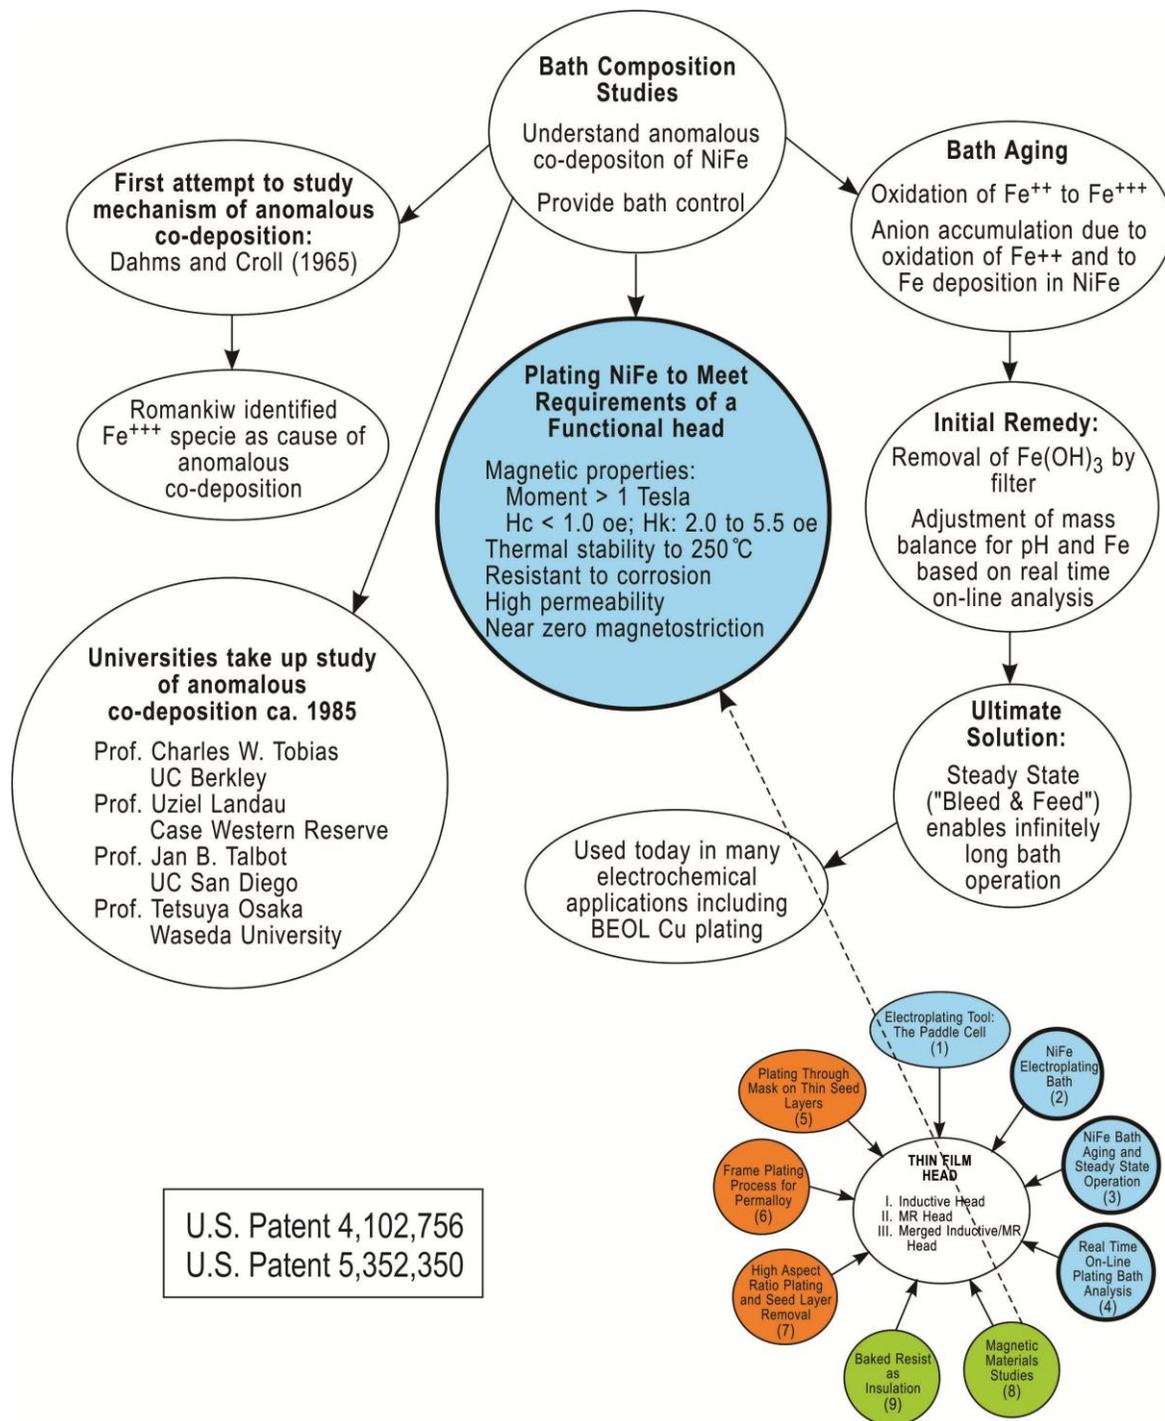 Bath Composition
Studies
Understand anomalous
co-depositon of NiFe
Provide bath control
First attempt to study
mechanism of anomalous
co-deposition:
Dahms and Croll (1965)
Bath Aging
Oxidation of Fe++ to Fe+++
Anion accumulation due to
oxidation of Fe++ and to
Fe deposition in NiFe
Romankiw identified
Fe+++ specie as cause of
anomalous
co-deposition
Plating NiFe to Meet
Requirements of a
Functional head
Magnetic properties:
Moment > 1 Tesla
Hc < 1.0 oe; Hk: 2.0 to 5.5 oe
Thermal stability to 250°C
Resistant to corrosion
High permeability
Near zero magnetostriction
Initial Remedy:
Removal of Fe(OH)3 by
filter
Adjustment of mass
balance for pH and Fe
based on real time
on-line analysis
Universities take up study
of anomalous
co-deposition ca. 1985
Prof. Charles W. Tobias
UC Berkley
Prof. Uziel Landau
Case Western Reserve
Prof. Jan B. Talbot
UC San Diego
Prof. Tetsuya Osaka
Waseda University
Ultimate
Solution:
Steady State
("Bleed & Feed")
enables infinitely
long bath
operation
Used today in many
electrochemical
applications including
BEOL Cu plating
Electroplating Tool:
The Paddle Cell
(1)
NiFe
Electroplating
Bath
(2)
NiFe Bath
Aging and
Steady State
Operation
(3)
Real Time
On-Line
Plating Bath
Analysis
(4)
Plating Through
Mask on Thin Seed
Layers
(5)
Frame Plating
Process for
Permalloy
(6)
High Aspect
Ratio Plating
and Seed Layer
Removal
(7)
THIN FILM
HEAD
I. Inductive Head
II. MR Head
III. Merged Inductive/MR
Head
Magnetic
Materials
Studies
(8)
Baked Resist
as
Insulation
(9)
U.S. Patent 4,102,756
U.S. Patent 5,352,350